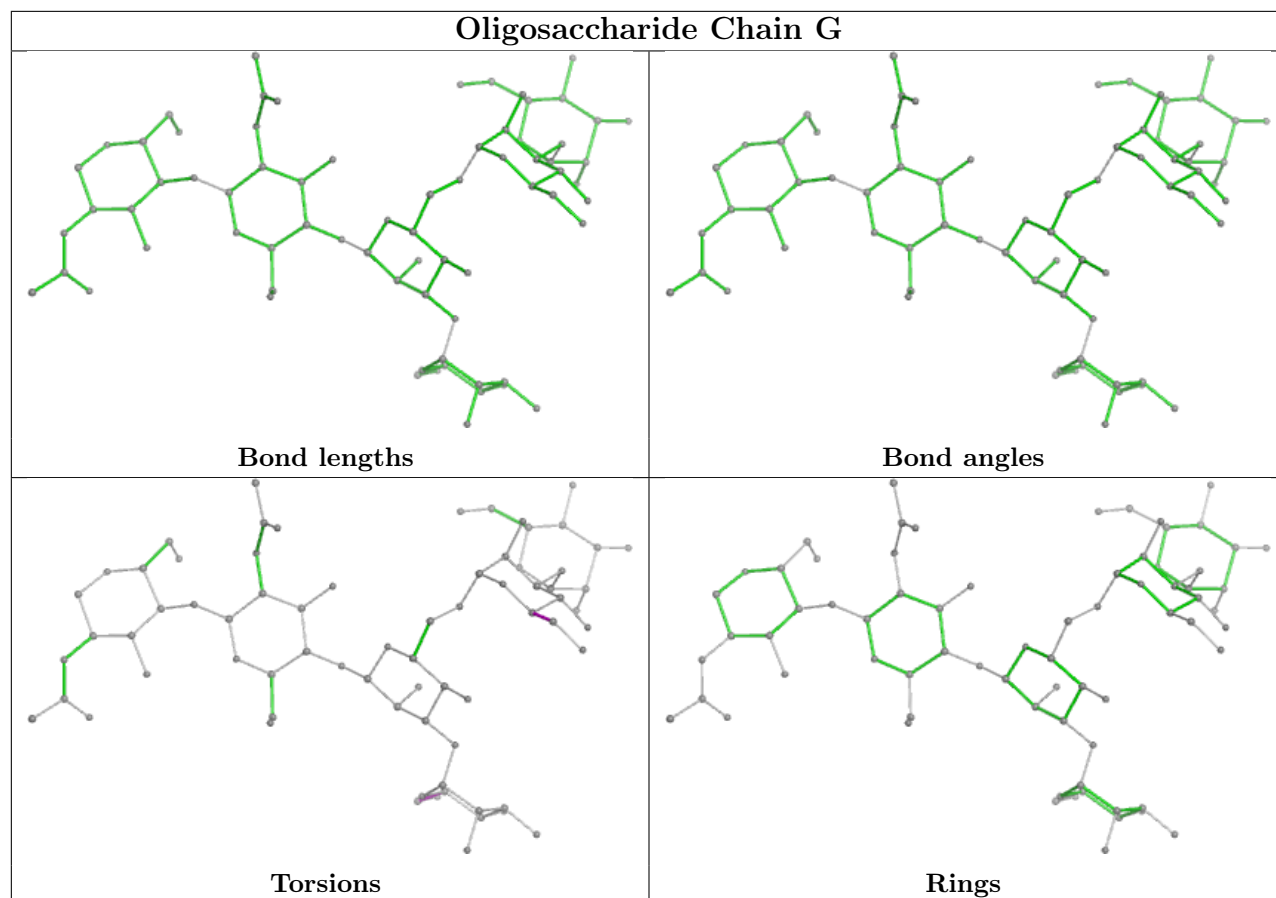 Oligosaccharide Chain G
Bond lengths
Bond angles
Torsions
Rings